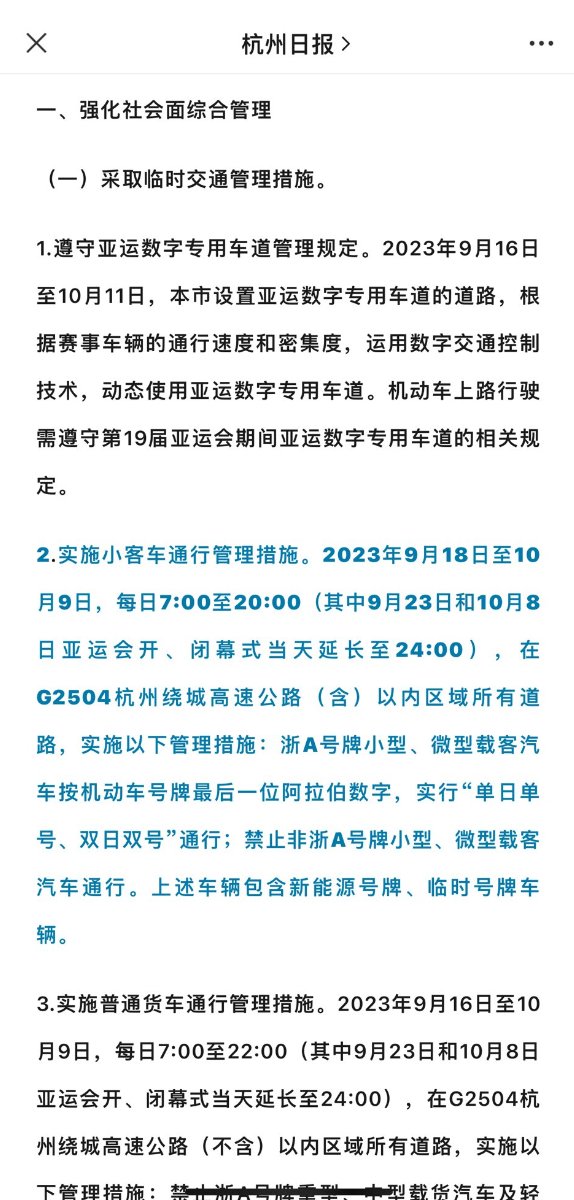 杭州日报
一、强化社会面综合管理
（一）采取临时交通管理措施。
1.遵守亚运数字专用车道管理规定。2023年9月16日
至10月11日，本市设置亚运数字专用车道的道路，根
据赛事车辆的通行速度和密集度，运用数字交通控制
技术，动态使用亚运数字专用车道。机动车上路行驶
需遵守第19届亚运会期间亚运数字专用车道的相关规
定。
2.实施小客车通行管理措施。2023年9月18日至10
月9日，每日7:00至20:00（其中9月23日和10月8
日亚运会开、闭幕式当天延长至24:00），在
G2504杭州绕城高速公路（含）以内区域所有道
路，实施以下管理措施：浙A号牌小型、微型载客汽
车按机动车号牌最后一位阿拉伯数字，实行“单日单
号、双日双号”通行；禁止非浙A号牌小型、微型载客
汽车通行。上述车辆包含新能源号牌、临时号牌车
辆。
3.实施普通货车通行管理措施。2023年9月16日至10
月9日，每日7:00至22:00（其中9月23日和10月8日
亚运会开、闭幕式当天延长至24:00），在G2504杭
州绕城高速公路（不含）以内区域所有道路，实施以
下管理措施：禁止浙A号牌重型、中型载货汽车及轻